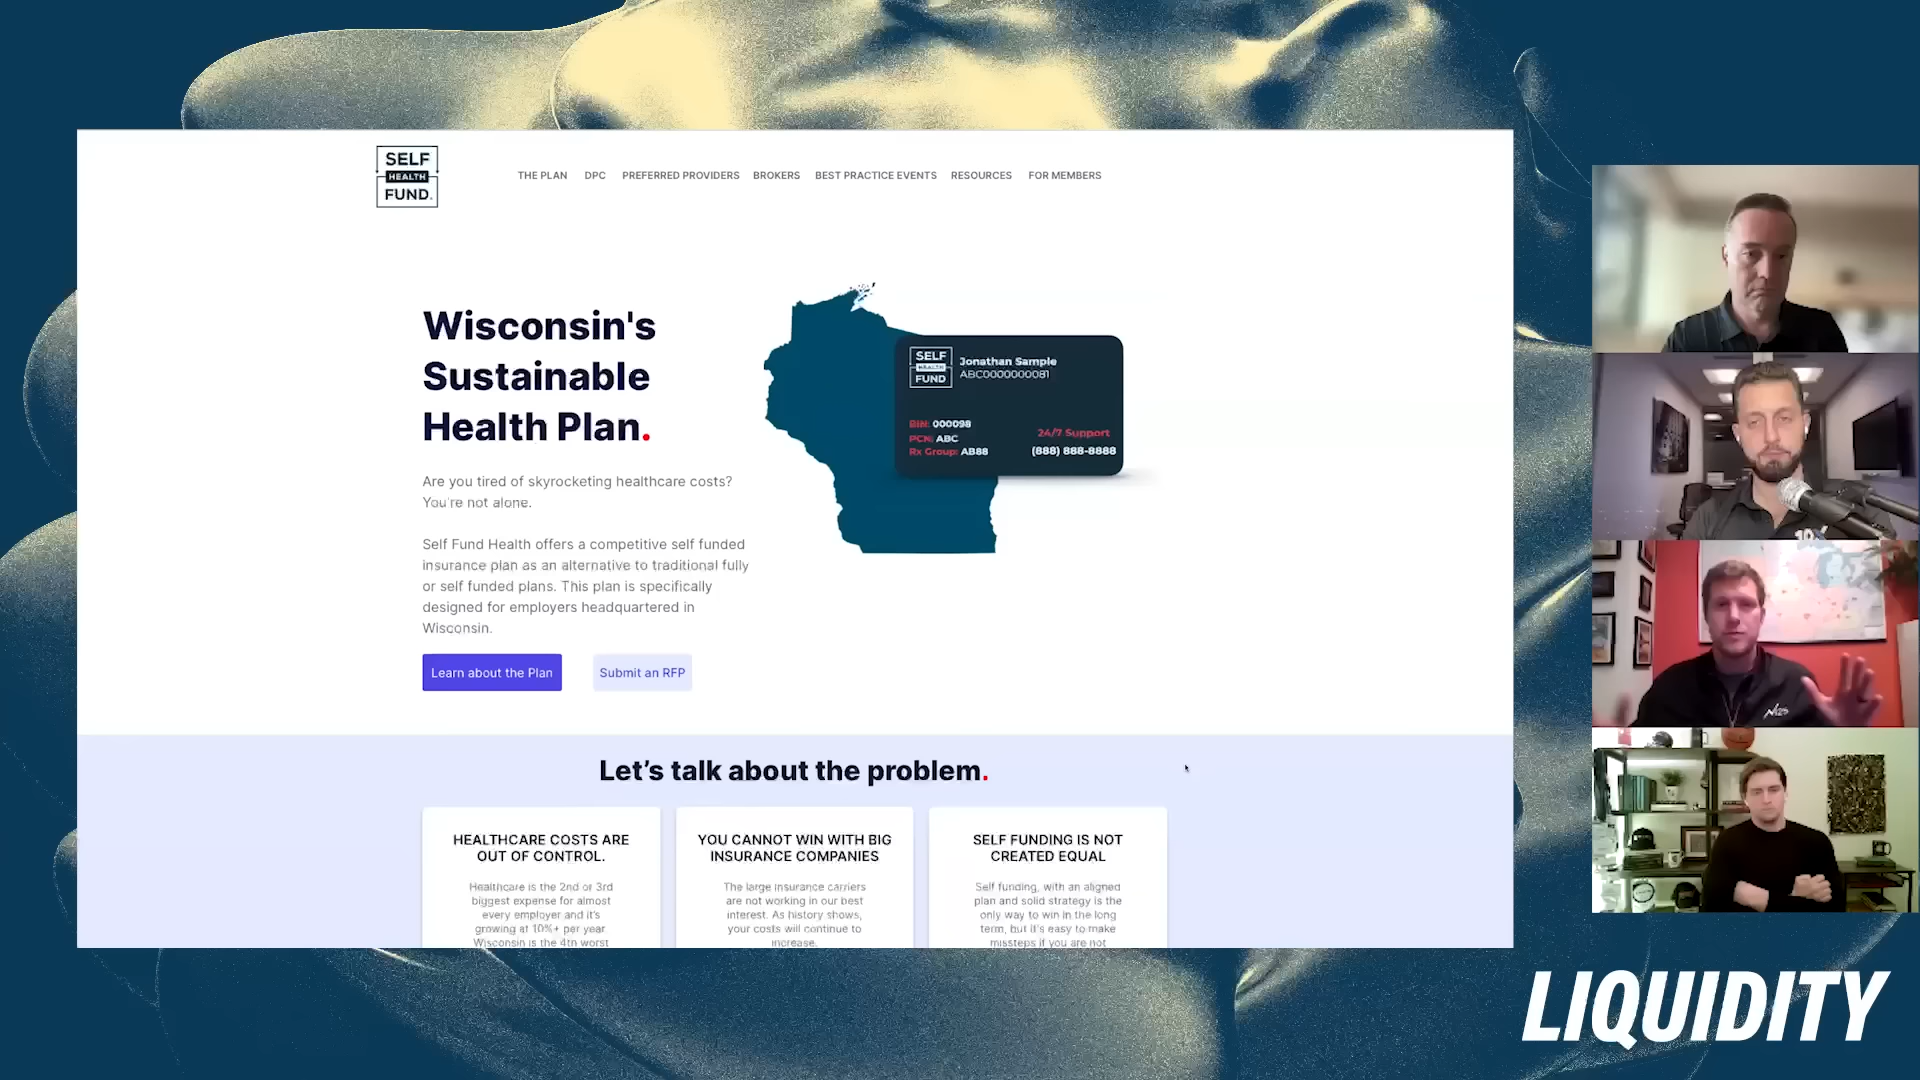 SELF
HEALTH
FUND.
THE PLAN
DPC
PREFERRED PROVIDERS
BROKERS
BEST PRACTICE EVENTS
RESOURCES
FOR MEMBERS
Wisconsin's
Sustainable
Health Plan.
Are you tired of skyrocketing healthcare costs?
You're not alone.
Self Fund Health offers a competitive self funded
insurance plan as an alternative to traditional fully
or self funded plans. This plan is specifically
designed for employers headquartered in
Wisconsin.
Learn about the Plan
Submit an RFP
SELF
HEALTH
FUND
Jonathan Sample
ABC0000000081
BIN: 000098
PCN: ABC
Rx Group: AB88
24/7 Support
(888) 888-8888
Let's talk about the problem.
HEALTHCARE COSTS ARE
OUT OF CONTROL.
Healthcare is the 2nd or 3rd
biggest expense for almost
every employer and it's
growing at 10%+ per year
Wisconsin is the 4th worst
YOU CANNOT WIN WITH BIG
INSURANCE COMPANIES
The large insurance carriers
are not working in our best
interest. As history shows,
your costs will continue to
increase.
SELF FUNDING IS NOT
CREATED EQUAL
Self funding, with an aligned
plan and solid strategy is the
only way to win in the long
term, but it's easy to make
missteps if you are not
LIQUIDITY